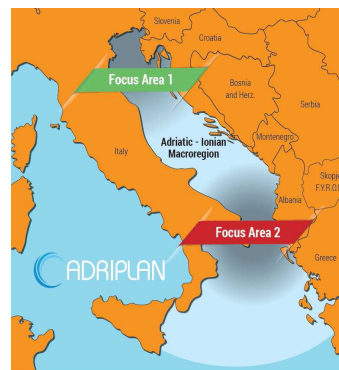 Slovenia
Croatia
Focus Area 1
Bosnia
and Herz.
Serbia
Adriatic - Ionian
Macroregion
Italy
Montenegro
Skopj
F.Y.R.O
Albania
Focus Area 2
Greece
ADRIPLAN